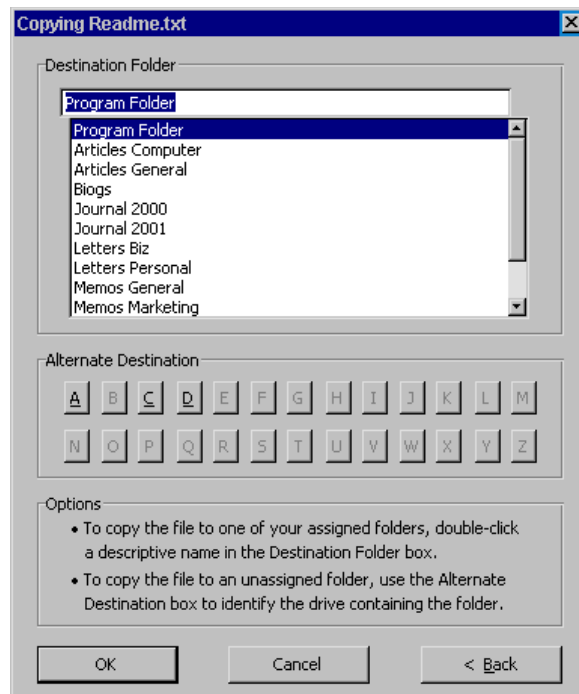 Copying Readme.txt
Destination Folder
Program Folder
Program Folder
Articles Computer
Articles General
Biogs
Journal 2000
Journal 2001
Letters Biz
Letters Personal
Memos General
Memos Marketing
Alternate Destination
A B C D E F G H I J K L M
N O P Q R S T U V W X Y Z
Options
• To copy the file to one of your assigned folders, double-click
a descriptive name in the Destination Folder box.
• To copy the file to an unassigned folder, use the Alternate
Destination box to identify the drive containing the folder.
OK Cancel < Back